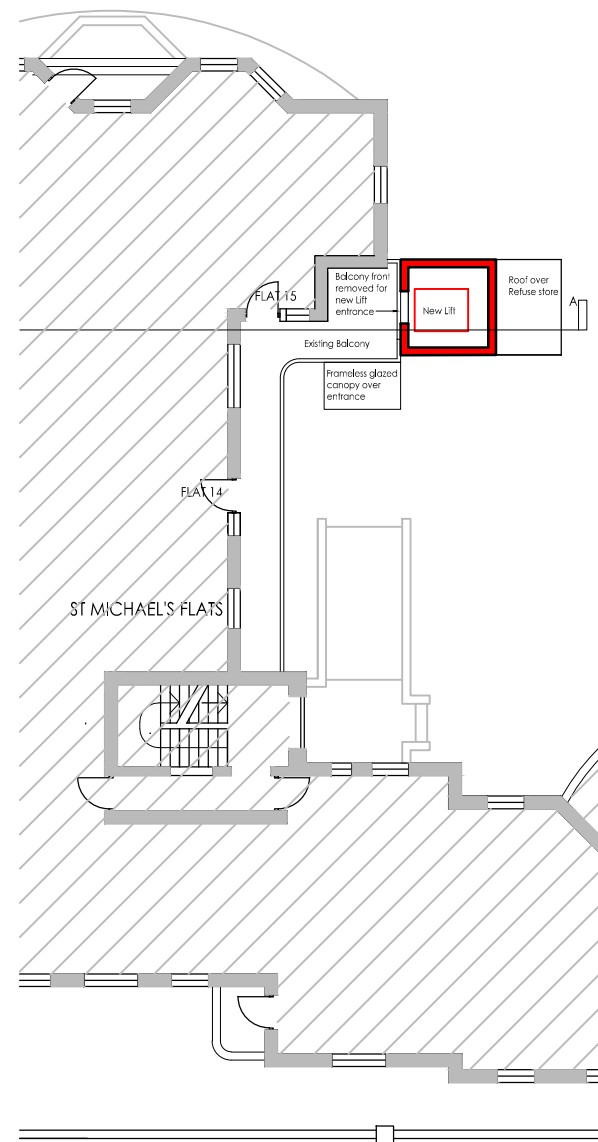 Balcony front
removed for
new Lift
entrance
Roof over
Refuse store
FLAT 15
New Lift
A
Existing Balcony
Frameless glazed
canopy over
entrance
FLAT 14
ST MICHAEL'S FLATS